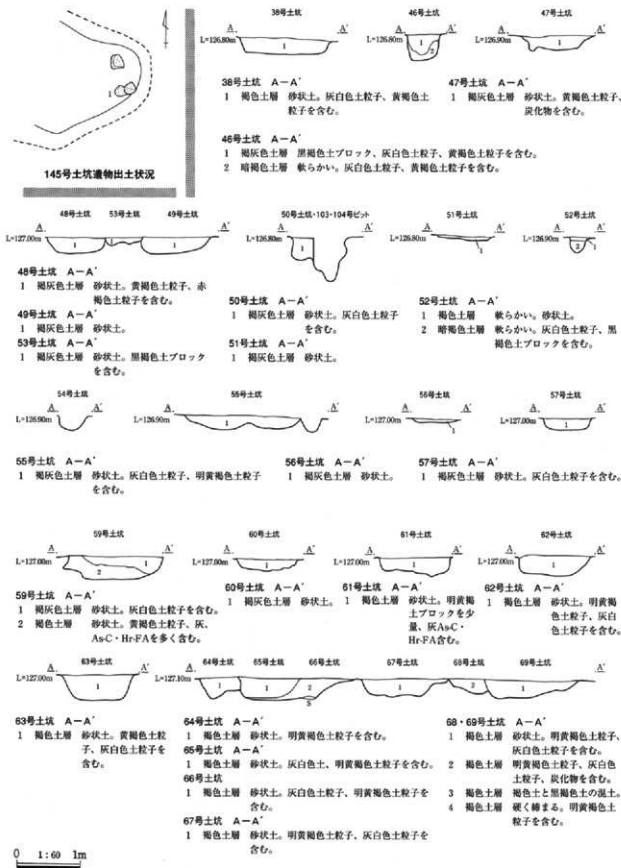 38号土坑
46号土坑
47号土坑
A A'
L=126.80m
1
A A'
L=126.80m
1
2
A A'
L=126.90m
1
38号土坑 A-A'
1 褐色土層 砂状土。灰白色土粒子、黄褐色土
粒子を含む。
47号土坑 A-A'
1 褐灰色土層 砂状土。黄褐色土粒子、
炭化物を含む。
46号土坑 A-A'
1 褐灰色土層 黒褐色土ブロック、灰白色土粒子、黄褐色土粒子を含む。
2 暗褐色土層 軟らかい。灰白色土粒子、黄褐色土粒子を含む。
1
145号土坑遺物出土状況
48号土坑 53号土坑 49号土坑
A A'
L=127.00m
1 1 1
50号土坑・103・104号ピット
A A'
L=126.80m
1
51号土坑
A A'
L=126.80m
1
52号土坑
A A'
L=126.90m
2 1
48号土坑 A-A'
1 褐灰色土層 砂状土。黄褐色土粒子、赤
褐色土粒子を含む。
49号土坑 A-A'
1 褐灰色土層 砂状土。
53号土坑 A-A'
1 褐灰色土層 砂状土。黒褐色土ブロック
を含む。
50号土坑 A-A'
1 褐灰色土層 砂状土。灰白色土粒子
を含む。
51号土坑 A-A'
1 褐灰色土層 砂状土。
52号土坑 A-A'
1 褐色土層 軟らかい。砂状土。
2 暗褐色土層 軟らかい。灰白色土粒子、黒
褐色土ブロックを含む。
54号土坑
A A'
L=126.90m
55号土坑
A A'
L=126.90m
1
56号土坑
A A'
L=127.00m
1
57号土坑
A A'
L=127.00m
1
55号土坑 A-A'
1 褐灰色土層 砂状土。灰白色土粒子、明黄褐色土粒子
を含む。
56号土坑 A-A'
1 褐灰色土層 砂状土。
57号土坑 A-A'
1 褐灰色土層 砂状土。灰白色土粒子を含む。
59号土坑
A A'
L=127.00m
1
2
60号土坑
A A'
L=127.00m
1
61号土坑
A A'
L=127.00m
1
62号土坑
A A'
L=127.00m
1
59号土坑 A-A'
1 褐灰色土層 砂状土。灰白色土粒子を含む。
2 褐色土層 砂状土。黄褐色土粒子、灰、
As-C・Hr-FAを多く含む。
60号土坑 A-A'
1 褐灰色土層 砂状土。
61号土坑 A-A'
1 褐色土層 砂状土。明黄褐
色土ブロックを少
量、灰As-C・
Hr-FA含む。
62号土坑 A-A'
1 褐色土層 砂状土。明黄褐
色土粒子、灰白
色土粒子を含む。
63号土坑
A A'
L=127.00m
1
64号土坑 65号土坑 66号土坑 67号土坑 68号土坑 69号土坑
A A'
L=127.10m
1 1 2 3 1 2 1
63号土坑 A-A'
1 褐色土層 砂状土。黄褐色土粒
子、灰白色土粒子を
含む。
64号土坑 A-A'
1 褐色土層 砂状土。明黄褐色土粒子を含む。
65号土坑 A-A'
1 褐色土層 砂状土。灰白色土、明黄褐色土粒子を含む。
66号土坑
1 褐色土層 砂状土。灰白色土粒子、明黄褐色土粒子を
含む。
67号土坑 A-A'
1 褐色土層 砂状土。明黄褐色土粒子、灰白色土粒子を
含む。
68・69号土坑 A-A'
1 褐色土層 砂状土。明黄褐色土粒子、
灰白色土粒子を含む。
2 褐色土層 明黄褐色土粒子、灰白色
土粒子、炭化物を含む。
3 褐色土層 褐色土と黒褐色土の混土。
4 褐色土層 硬く締まる。明黄褐色土
粒子を含む。
0 1:60 1m